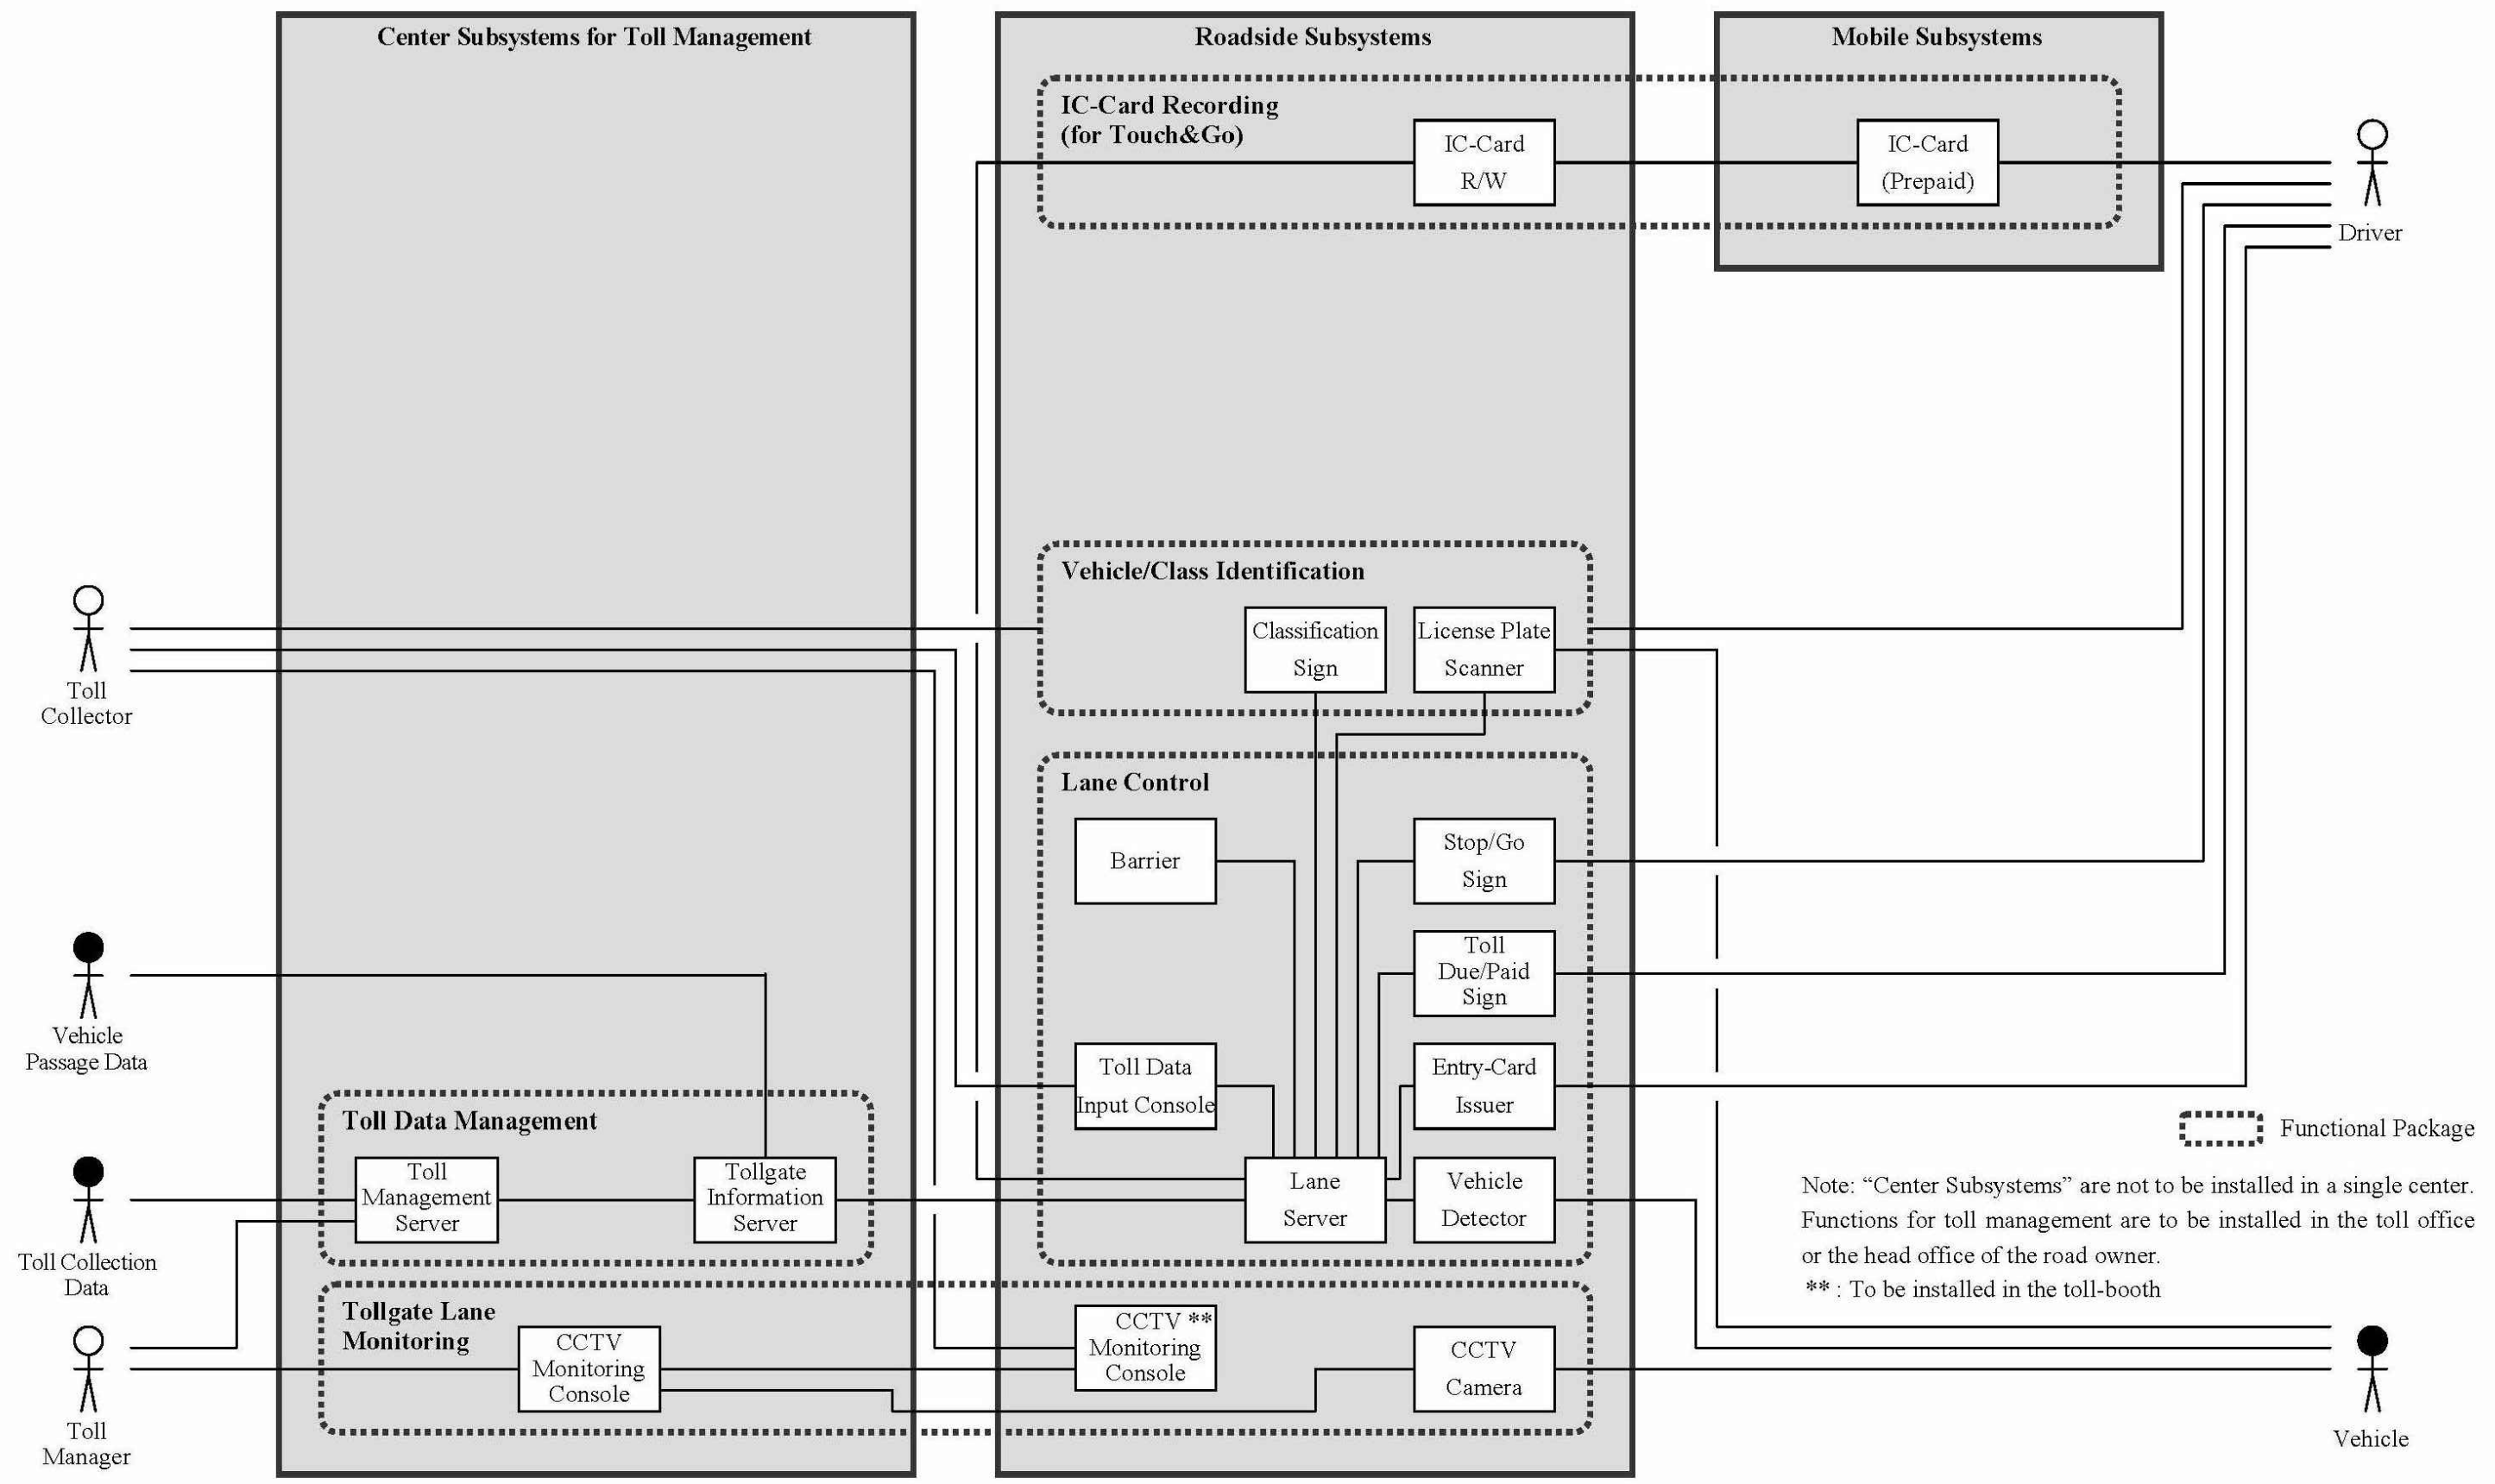 Center Subsystems for Toll Management
Roadside Subsystems
Mobile Subsystems
IC-Card Recording
(for Touch&Go)
IC-Card
R/W
IC-Card
(Prepaid)
Driver
Vehicle/Class Identification
Classification
Sign
License Plate
Scanner
Toll
Collector
Lane Control
Barrier
Stop/Go
Sign
Toll
Due/Paid
Sign
Vehicle
Passage Data
Toll Data
Input Console
Entry-Card
Issuer
Toll Data Management
Toll
Management
Server
Tollgate
Information
Server
Lane
Server
Vehicle
Detector
Toll Collection
Data
Functional Package
Note: “Center Subsystems” are not to be installed in a single center.
Functions for toll management are to be installed in the toll office
or the head office of the road owner.
** : To be installed in the toll-booth
Tollgate Lane
Monitoring
CCTV
Monitoring
Console
CCTV **
Monitoring
Console
CCTV
Camera
Toll
Manager
Vehicle